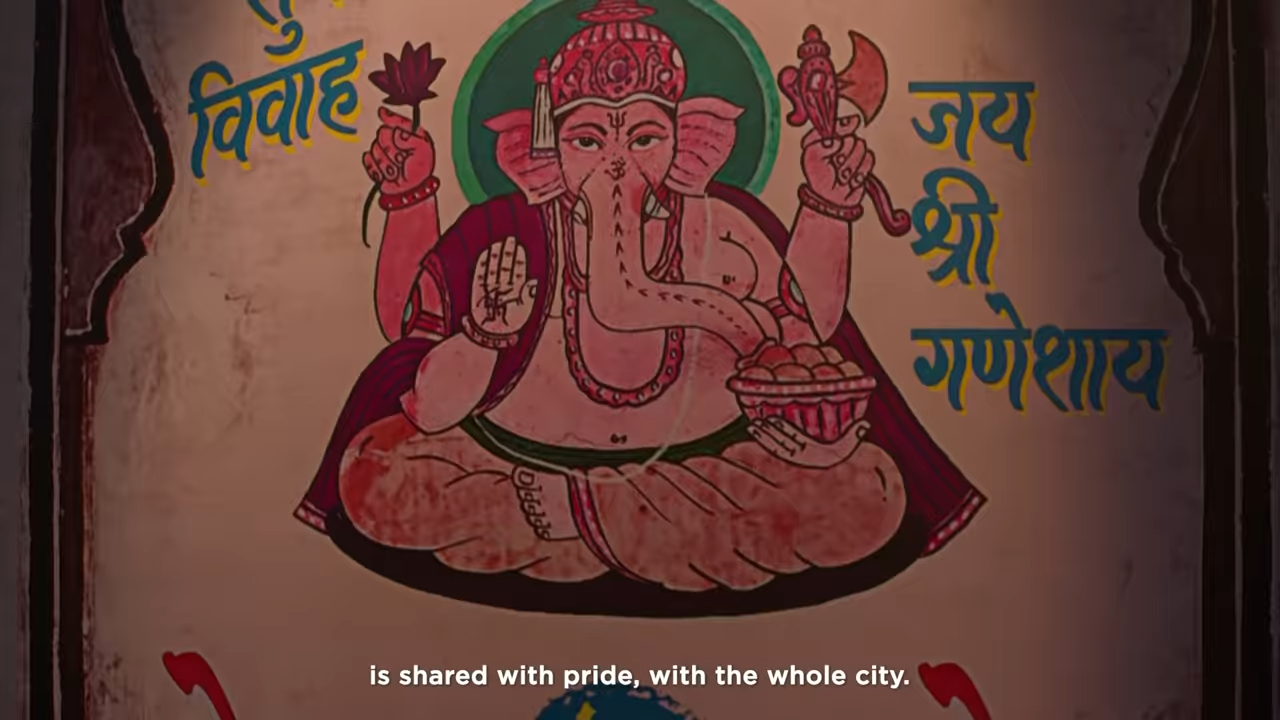 विवाह
जय
श्री
गणेशाय
is shared with pride, with the whole city.